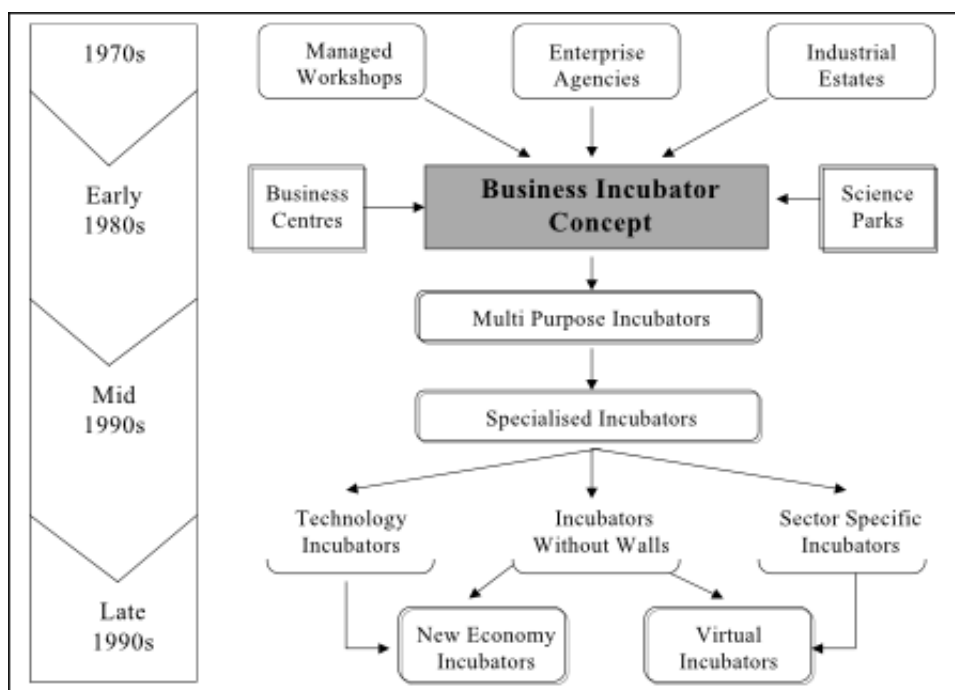 1970s
Managed
Workshops
Enterprise
Agencies
Industrial
Estates
Early
1980s
Business
Centres
Business Incubator
Concept
Science
Parks
Multi Purpose Incubators
Mid
1990s
Specialised Incubators
Technology
Incubators
Incubators
Without Walls
Sector Specific
Incubators
Late
1990s
New Economy
Incubators
Virtual
Incubators